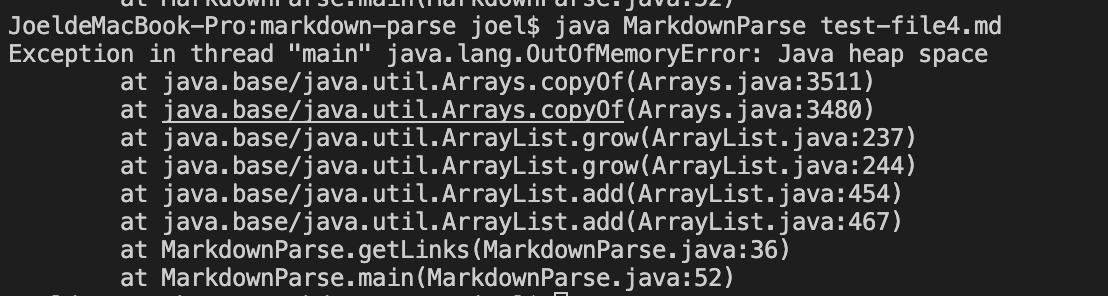 at MarkdownParse.main(MarkdownParse.java:52)
JoeldeMacBook-Pro:markdown-parse joel$ java MarkdownParse test-file4.md
Exception in thread "main" java.lang.OutOfMemoryError: Java heap space
at java.base/java.util.Arrays.copyOf(Arrays.java:3511)
at java.base/java.util.Arrays.copyOf(Arrays.java:3480)
at java.base/java.util.ArrayList.grow(ArrayList.java:237)
at java.base/java.util.ArrayList.grow(ArrayList.java:244)
at java.base/java.util.ArrayList.add(ArrayList.java:454)
at java.base/java.util.ArrayList.add(ArrayList.java:467)
at MarkdownParse.getLinks(MarkdownParse.java:36)
at MarkdownParse.main(MarkdownParse.java:52)